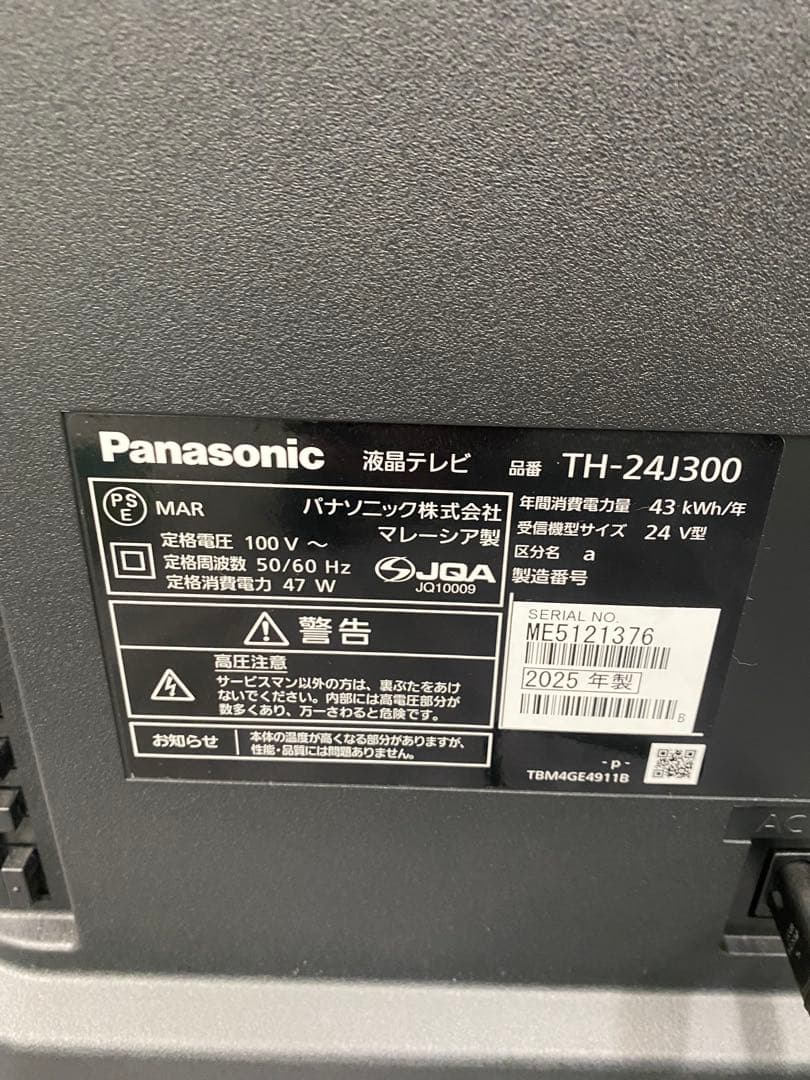 Panasonic 液晶テレビ 品番 TH-24J300
PS
E
MAR パナソニック株式会社
マレーシア製
定格電圧 100 V ～
定格周波数 50/60 Hz
定格消費電力 47 W
JQA
JQ10009
年間消費電力量 43 kWh/年
受信機型サイズ 24 V型
区分名 a
製造番号
SERIAL NO.
ME5121376
2025 年製
B
警告
高圧注意
サービスマン以外の方は、裏ぶたをあけ
ないでください。内部には高電圧部分が
数多くあり、万一さわると危険です。
お知らせ
本体の温度が高くなる部分がありますが、
性能・品質には問題ありません。
- p -
TBM4GE4911B
AC